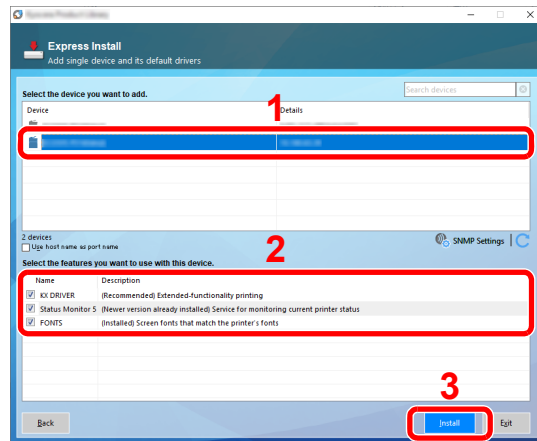 Express Install
Add single device and its default drivers
Select the device you want to add.
Search devices
1
Device Details
2 devices
SNMP Settings
Use host name as port name
2
Select the features you want to use with this device.
Name Description
KX DRIVER (Recommended) Extended-functionality printing
Status Monitor 5 (Newer version already installed) Service for monitoring current printer status
FONTS (Installed) Screen fonts that match the printer's fonts
3
Back Install Exit